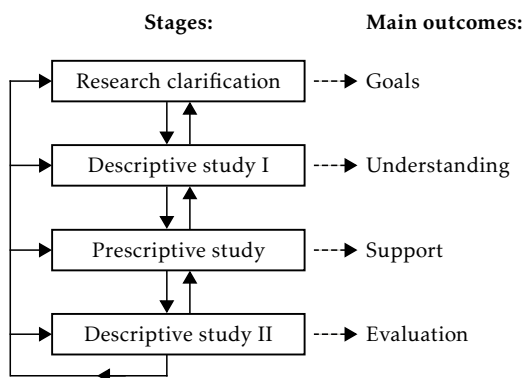 Stages: Main outcomes:
Research clarification Goals
Descriptive study I Understanding
Prescriptive study Support
Descriptive study II Evaluation